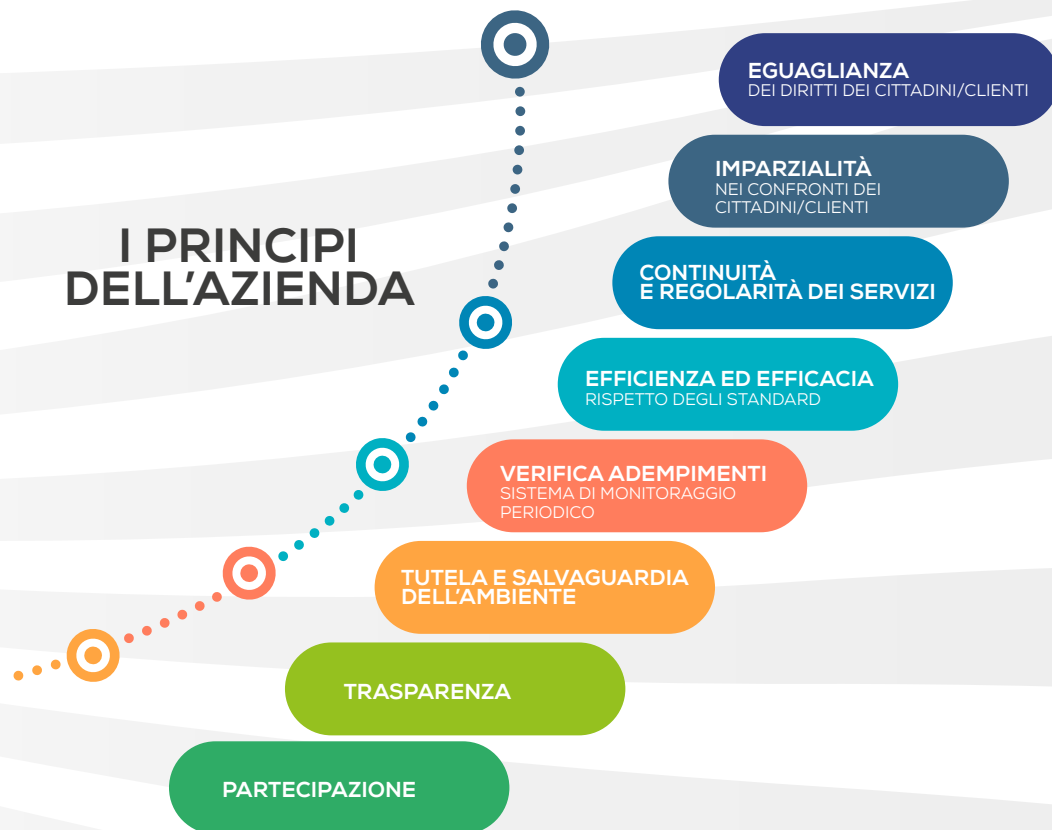 I PRINCIPI
DELL'AZIENDA
EGUAGLIANZA
DEI DIRITTI DEI CITTADINI/CLIENTI
IMPARZIALITÀ
NEI CONFRONTI DEI
CITTADINI/CLIENTI
CONTINUITÀ
E REGOLARITÀ DEI SERVIZI
EFFICIENZA ED EFFICACIA
RISPETTO DEGLI STANDARD
VERIFICA ADEMPIMENTI
SISTEMA DI MONITORAGGIO
PERIODICO
TUTELA E SALVAGUARDIA
DELL'AMBIENTE
TRASPARENZA
PARTECIPAZIONE